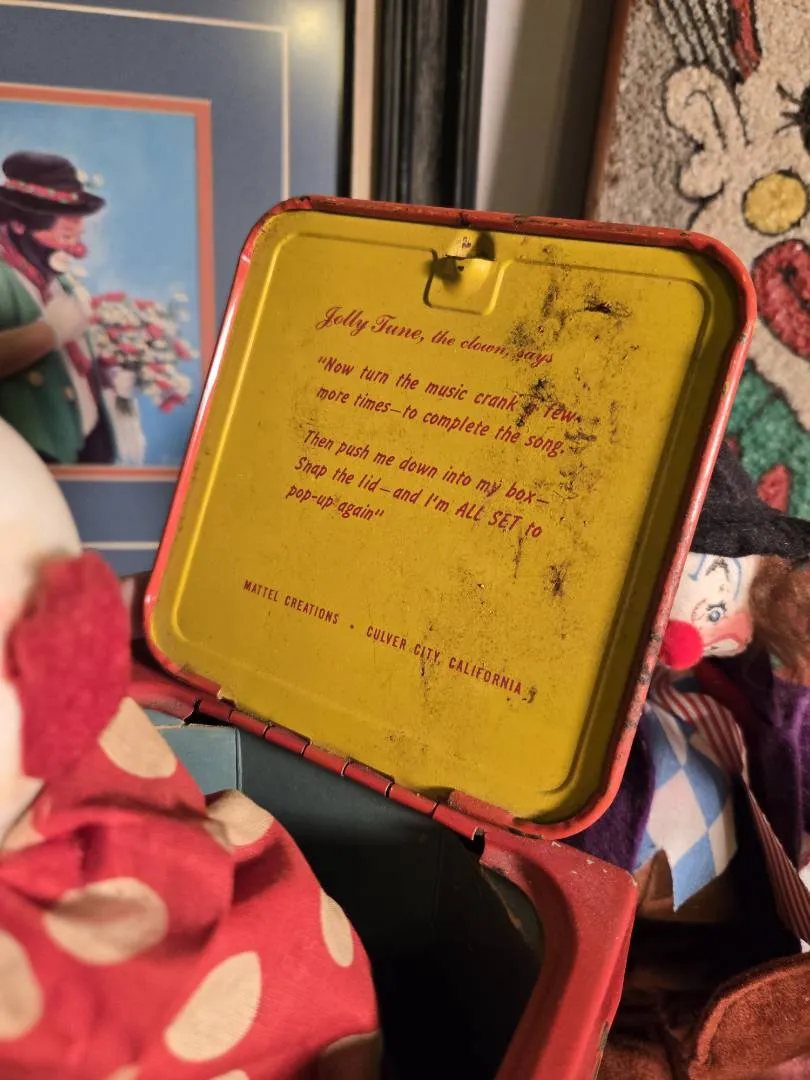 Jolly Tune, the clown, says
"Now turn the music crank a few
more times—to complete the song.
Then push me down into my box—
Snap the lid—and I'm ALL SET to
pop-up again"
MATTEL CREATIONS • CULVER CITY, CALIFORNIA